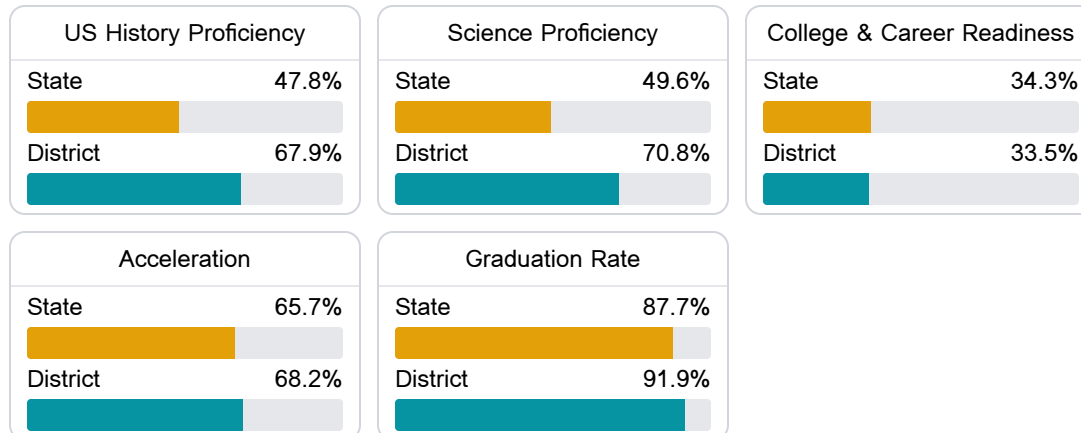 US History Proficiency
State 47.8%
District 67.9%
Science Proficiency
State 49.6%
District 70.8%
College & Career Readiness
State 34.3%
District 33.5%
Acceleration
State 65.7%
District 68.2%
Graduation Rate
State 87.7%
District 91.9%